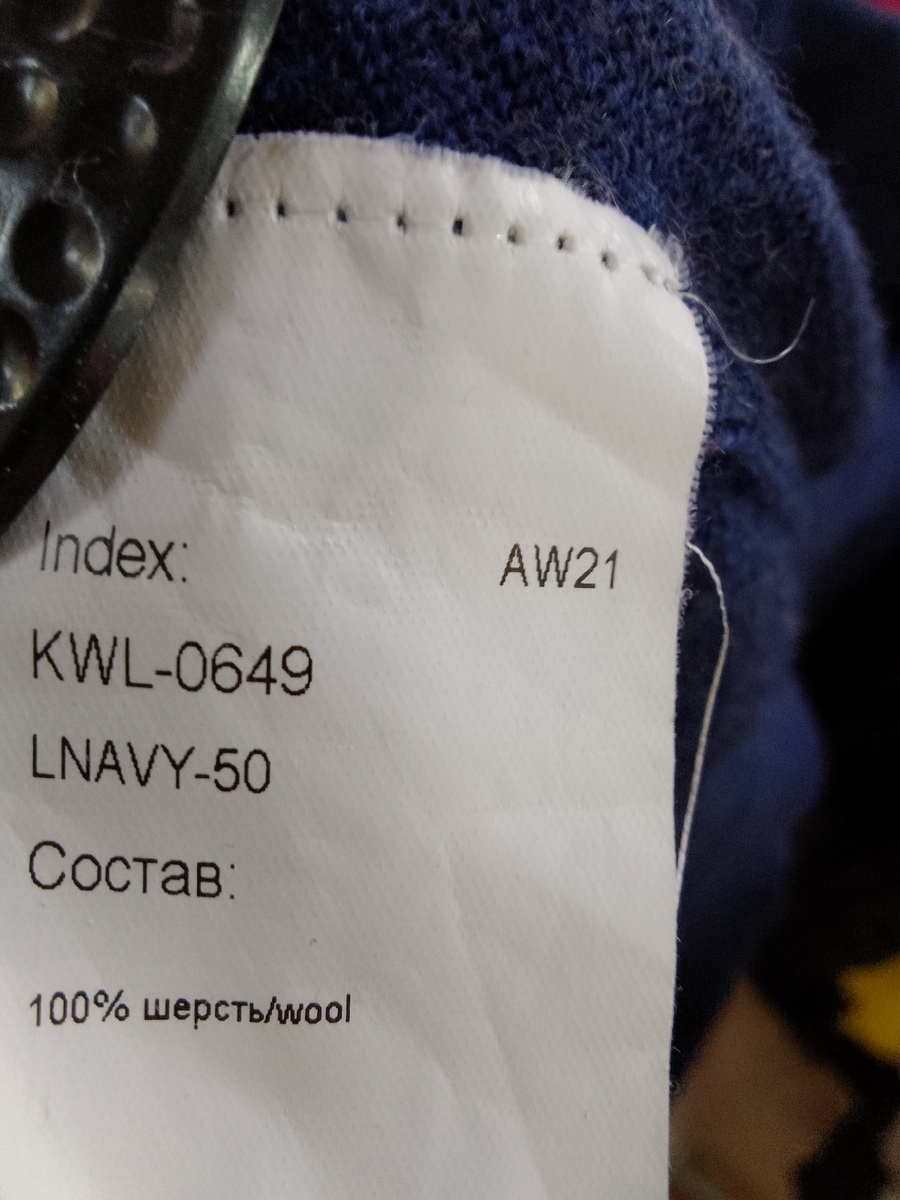 Index: AW21
KWL-0649
LNAVY-50
Состав:
100% шерсть/wool